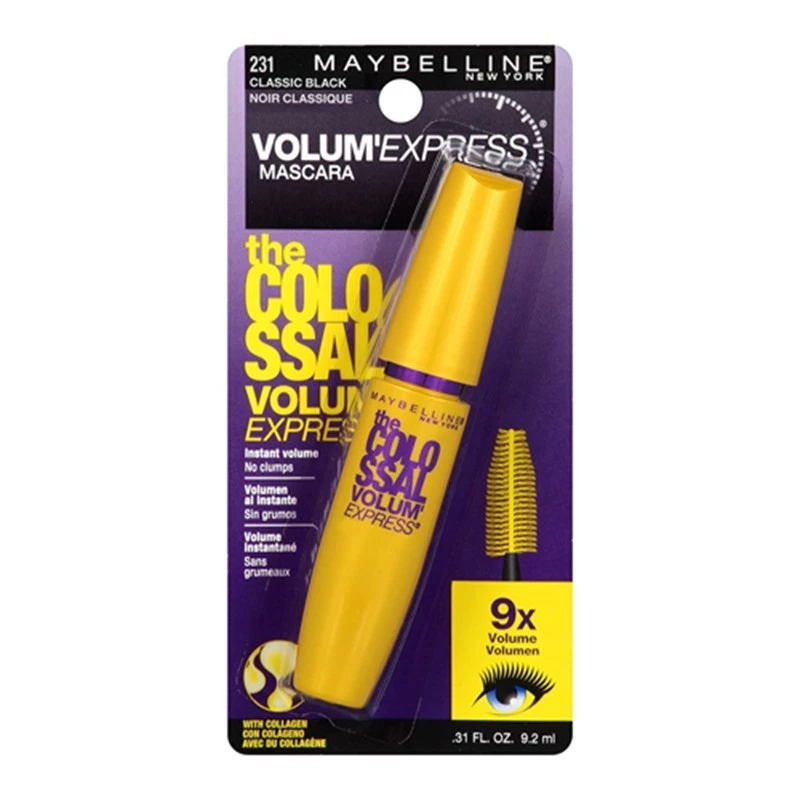 231
MAYBELLINE®
NEW YORK
CLASSIC BLACK
NOIR CLASSIQUE
VOLUM'EXPRESS®
MASCARA
the
COLO
SSAL
VOLUM
EXPRESS
Instant volume
No clumps
Volumen
al instante
Sin grumos
Volume
instantané
Sans
grumeaux
MAYBELLINE®
NEW YORK
the
COLO
SSAL
VOLUM'
EXPRESS®
9x
Volume
Volumen
WITH COLLAGEN
CON COLÁGENO
AVEC DU COLLAGÈNE
.31 FL. OZ. 9.2 ml